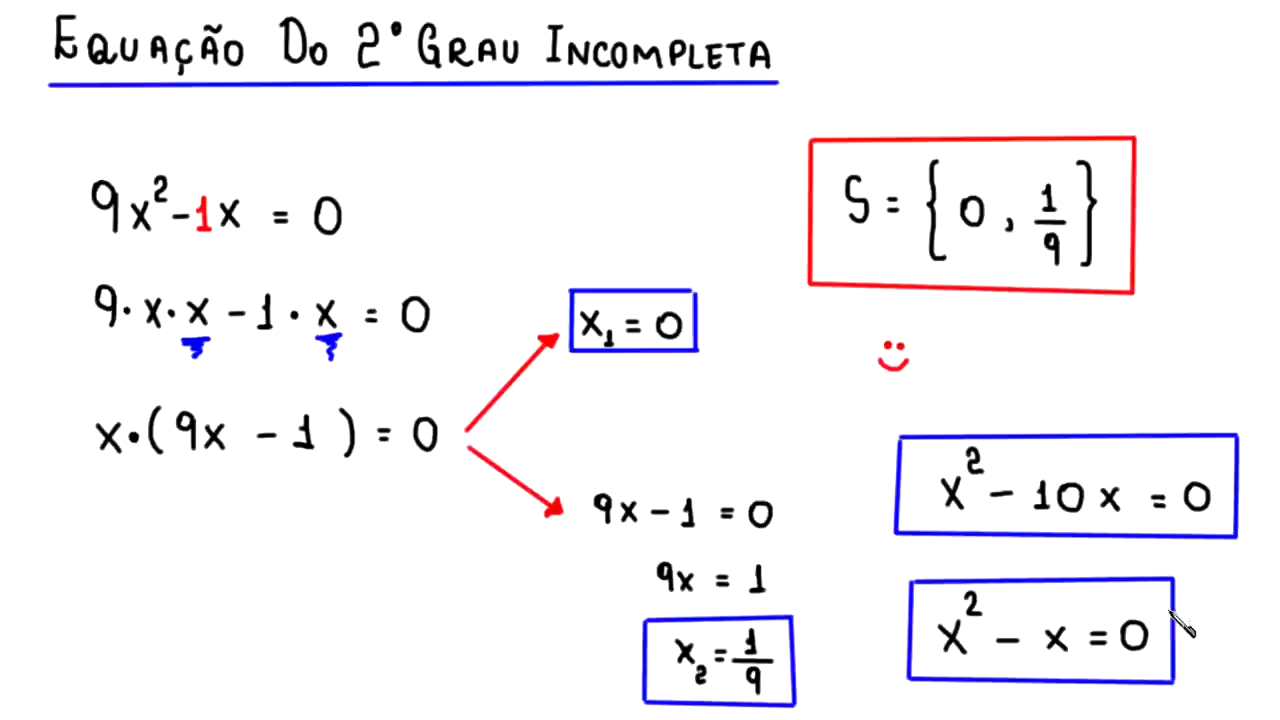 EQUAÇÃO DO 2° GRAU INCOMPLETA
9x² - 1x = 0
9·x·x - 1·x = 0
x·(9x - 1) = 0
x₁ = 0
9x - 1 = 0
9x = 1
x₂ = 1/9
S = {0, 1/9}
x² - 10x = 0
x² - x = 0